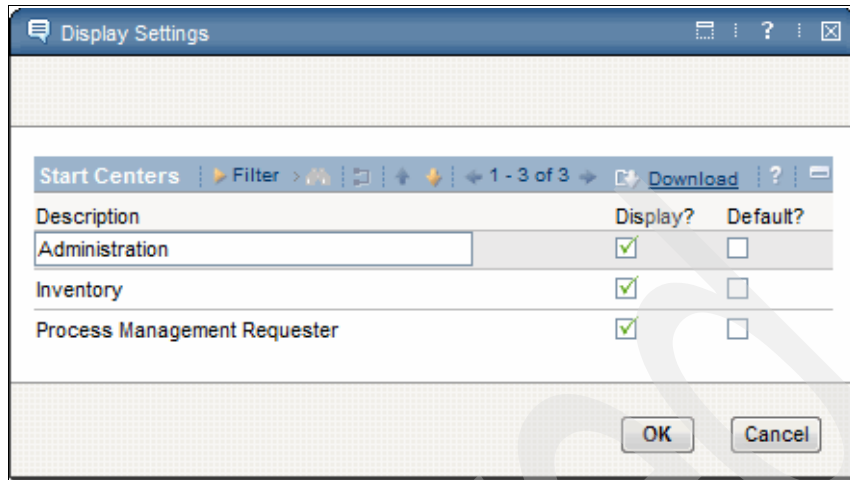 Display Settings ?
Start Centers Filter 1 - 3 of 3 Download ?
Description Display? Default?
Administration
Inventory
Process Management Requester
OK Cancel